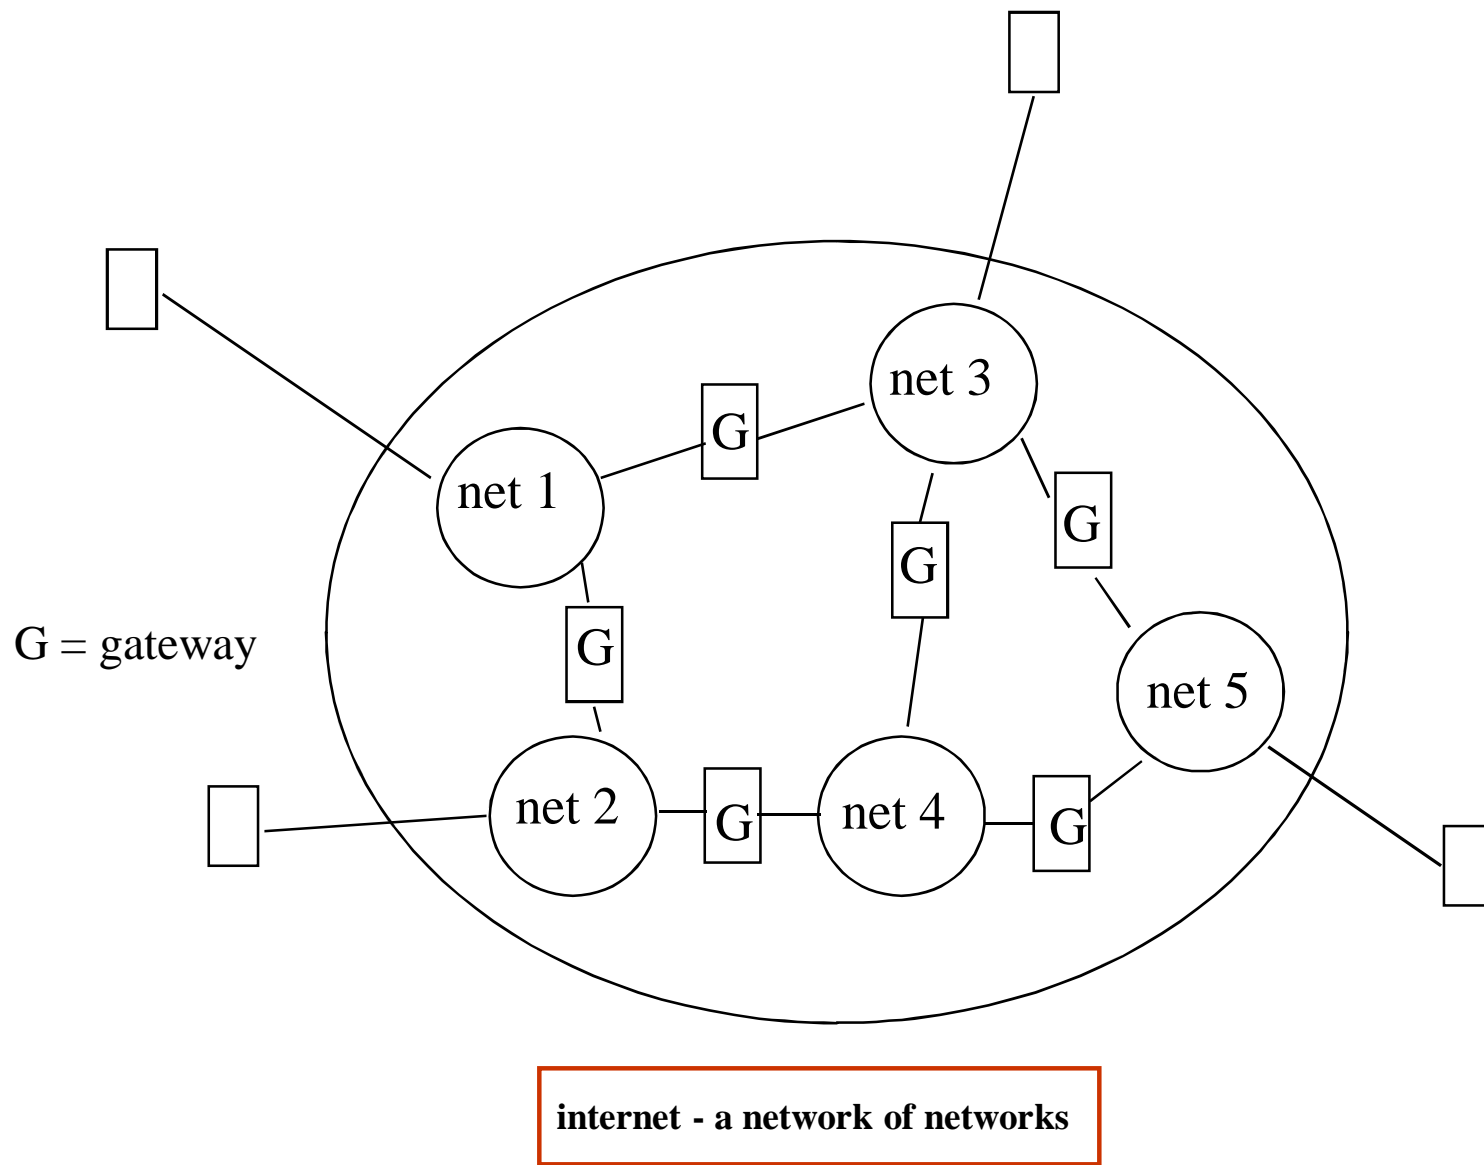 net 3
G
net 1
G
G
G
G = gateway
net 5
net 2
G
net 4
G
internet - a network of networks